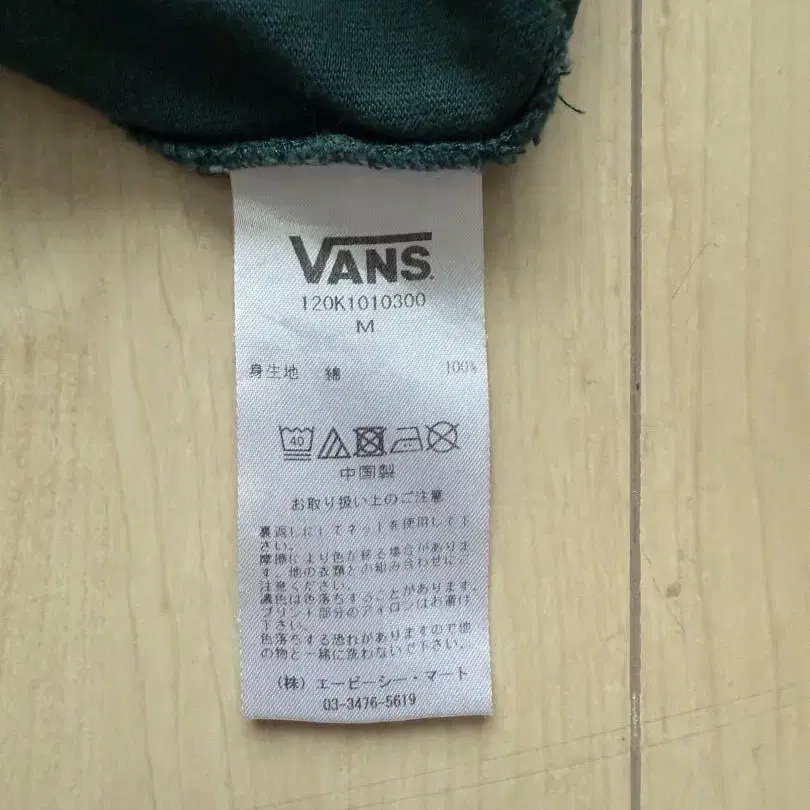 VANS
120K1010300
M
身生地 綿 100%
40
中国製
お取り扱い上のご注意
裏返しにしてネットを使用して下
さい。
摩擦により色が移る場合がありま
す 他の衣類との組み合わせにご
注意ください。
濃色は色落ちすることがあります。
プリント部分のアイロンはお避け
下さい。
色落ちする恐れがありますので他
の物と一緒に洗わないで下さい。
(株) エービーシー・マート
03-3476-5619